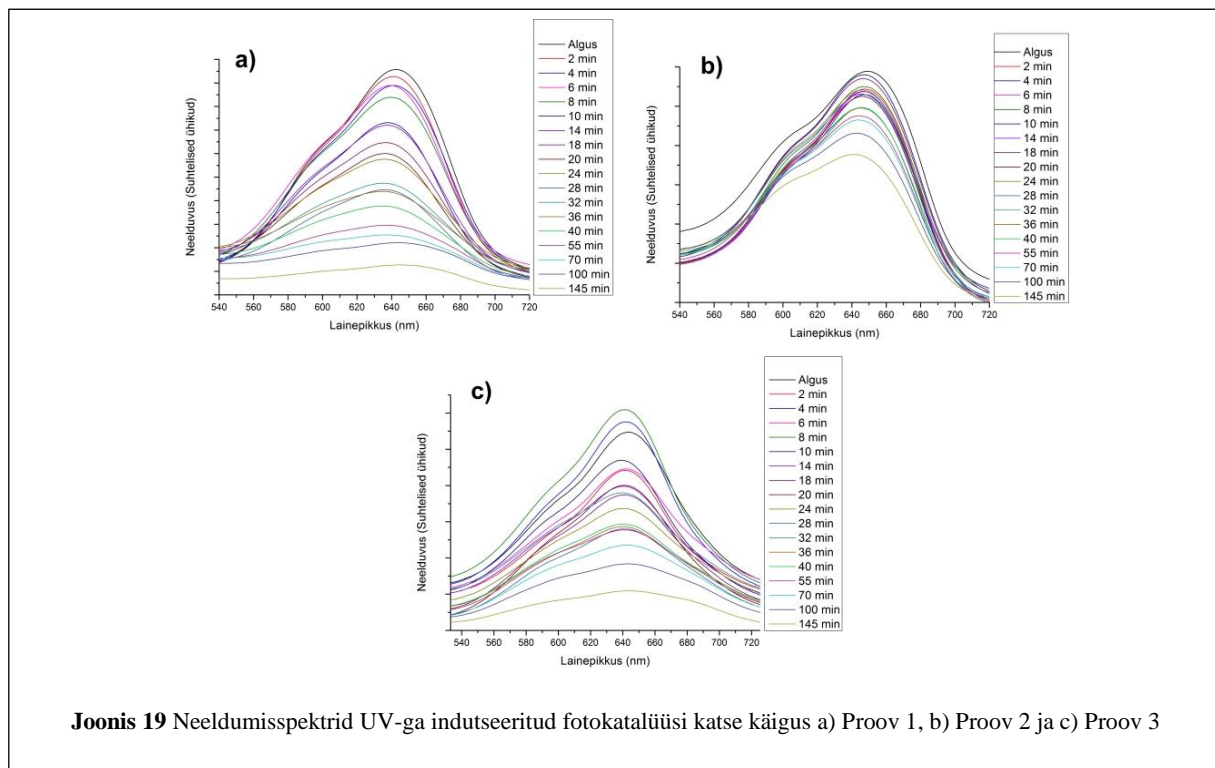 a)
Neelduvus (Suhtelised ühikud)
540 560 580 600 620 640 660 680 700 720
Lainepikkus (nm)
Algus
2 min
4 min
6 min
8 min
10 min
14 min
18 min
20 min
24 min
28 min
32 min
36 min
40 min
55 min
70 min
100 min
145 min
b)
Neelduvus (Suhtelised ühikud)
540 560 580 600 620 640 660 680 700 720
Lainepikkus (nm)
Algus
2 min
4 min
6 min
8 min
10 min
14 min
18 min
20 min
24 min
28 min
32 min
36 min
40 min
55 min
70 min
100 min
145 min
c)
Neelduvus (Suhtelised ühikud)
540 560 580 600 620 640 660 680 700 720
Lainepikkus (nm)
Algus
2 min
4 min
6 min
8 min
10 min
14 min
18 min
20 min
24 min
28 min
32 min
36 min
40 min
55 min
70 min
100 min
145 min
Joonis 19 Neeldumisspektrid UV-ga indutseeritud fotokatalüüsi katse käigus a) Proov 1, b) Proov 2 ja c) Proov 3